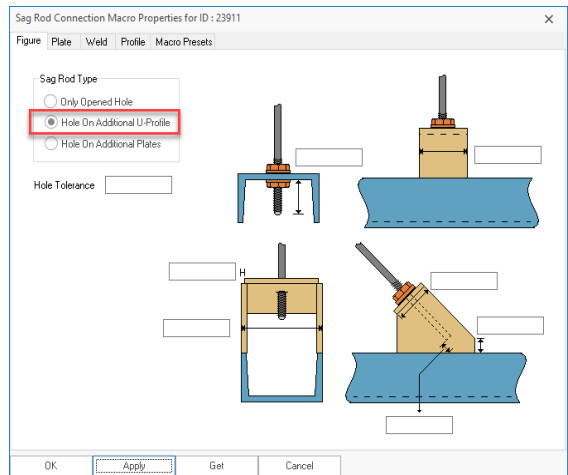 Sag Rod Connection Macro Properties for ID : 23911
Figure Plate Weld Profile Macro Presets
Sag Rod Type
Only Opened Hole
Hole On Additional U-Profile
Hole On Additional Plates
Hole Tolerance
H
OK Apply Get Cancel